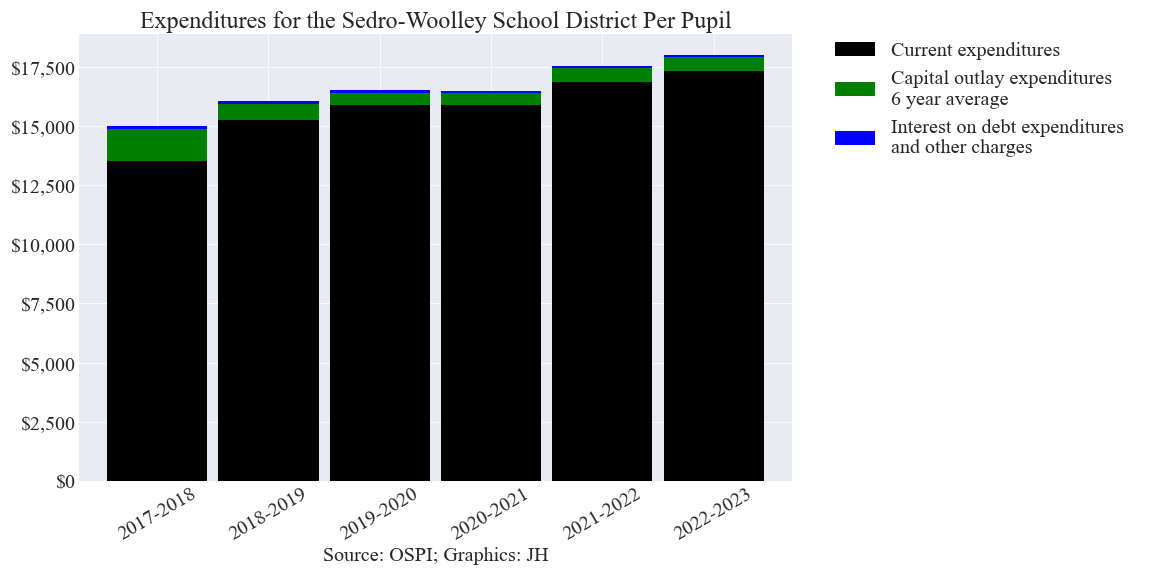 Expenditures for the Sedro-Woolley School District Per Pupil
$17,500
$15,000
$12,500
$10,000
$7,500
$5,000
$2,500
$0
2017-2018
2018-2019
2019-2020
2020-2021
2021-2022
2022-2023
Source: OSPI; Graphics: JH
Current expenditures
Capital outlay expenditures
6 year average
Interest on debt expenditures
and other charges